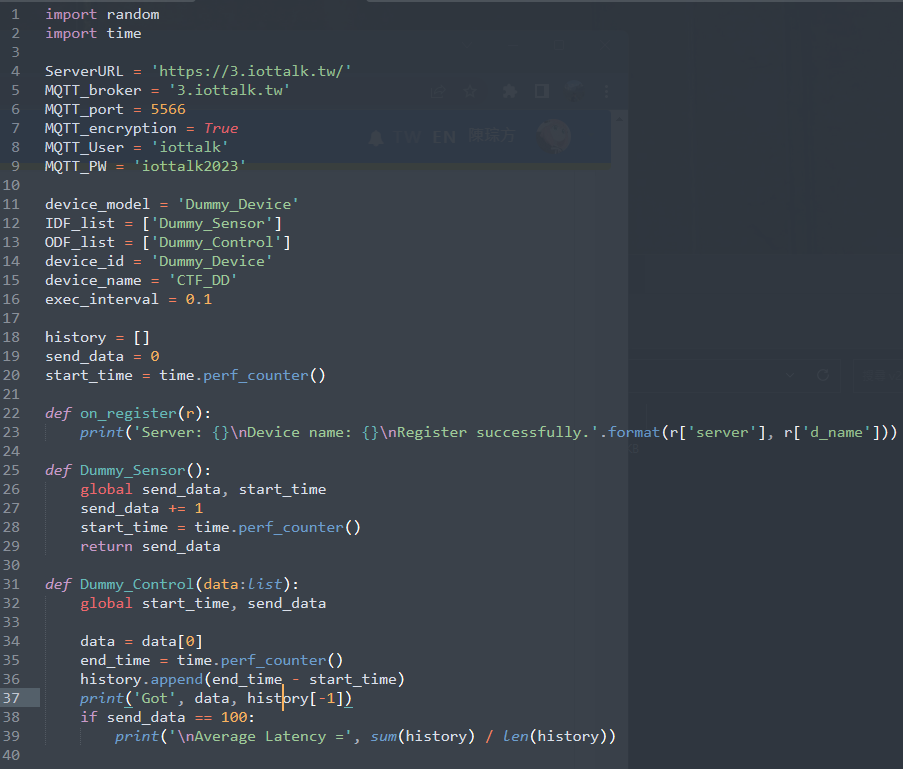 1 import random
2 import time
3
4 ServerURL = 'https://3.iottalk.tw/'
5 MQTT_broker = '3.iottalk.tw'
6 MQTT_port = 5566
7 MQTT_encryption = True
8 MQTT_User = 'iottalk'
9 MQTT_PW = 'iottalk2023'
10
11 device_model = 'Dummy_Device'
12 IDF_list = ['Dummy_Sensor']
13 ODF_list = ['Dummy_Control']
14 device_id = 'Dummy_Device'
15 device_name = 'CTF_DD'
16 exec_interval = 0.1
17
18 history = []
19 send_data = 0
20 start_time = time.perf_counter()
21
22 def on_register(r):
23     print('Server: {}\nDevice name: {}\nRegister successfully.'.format(r['server'], r['d_name']))
24
25 def Dummy_Sensor():
26     global send_data, start_time
27     send_data += 1
28     start_time = time.perf_counter()
29     return send_data
30
31 def Dummy_Control(data:list):
32     global start_time, send_data
33
34     data = data[0]
35     end_time = time.perf_counter()
36     history.append(end_time - start_time)
37     print('Got', data, history[-1])
38     if send_data == 100:
39         print('\nAverage Latency =', sum(history) / len(history))
40
TW EN